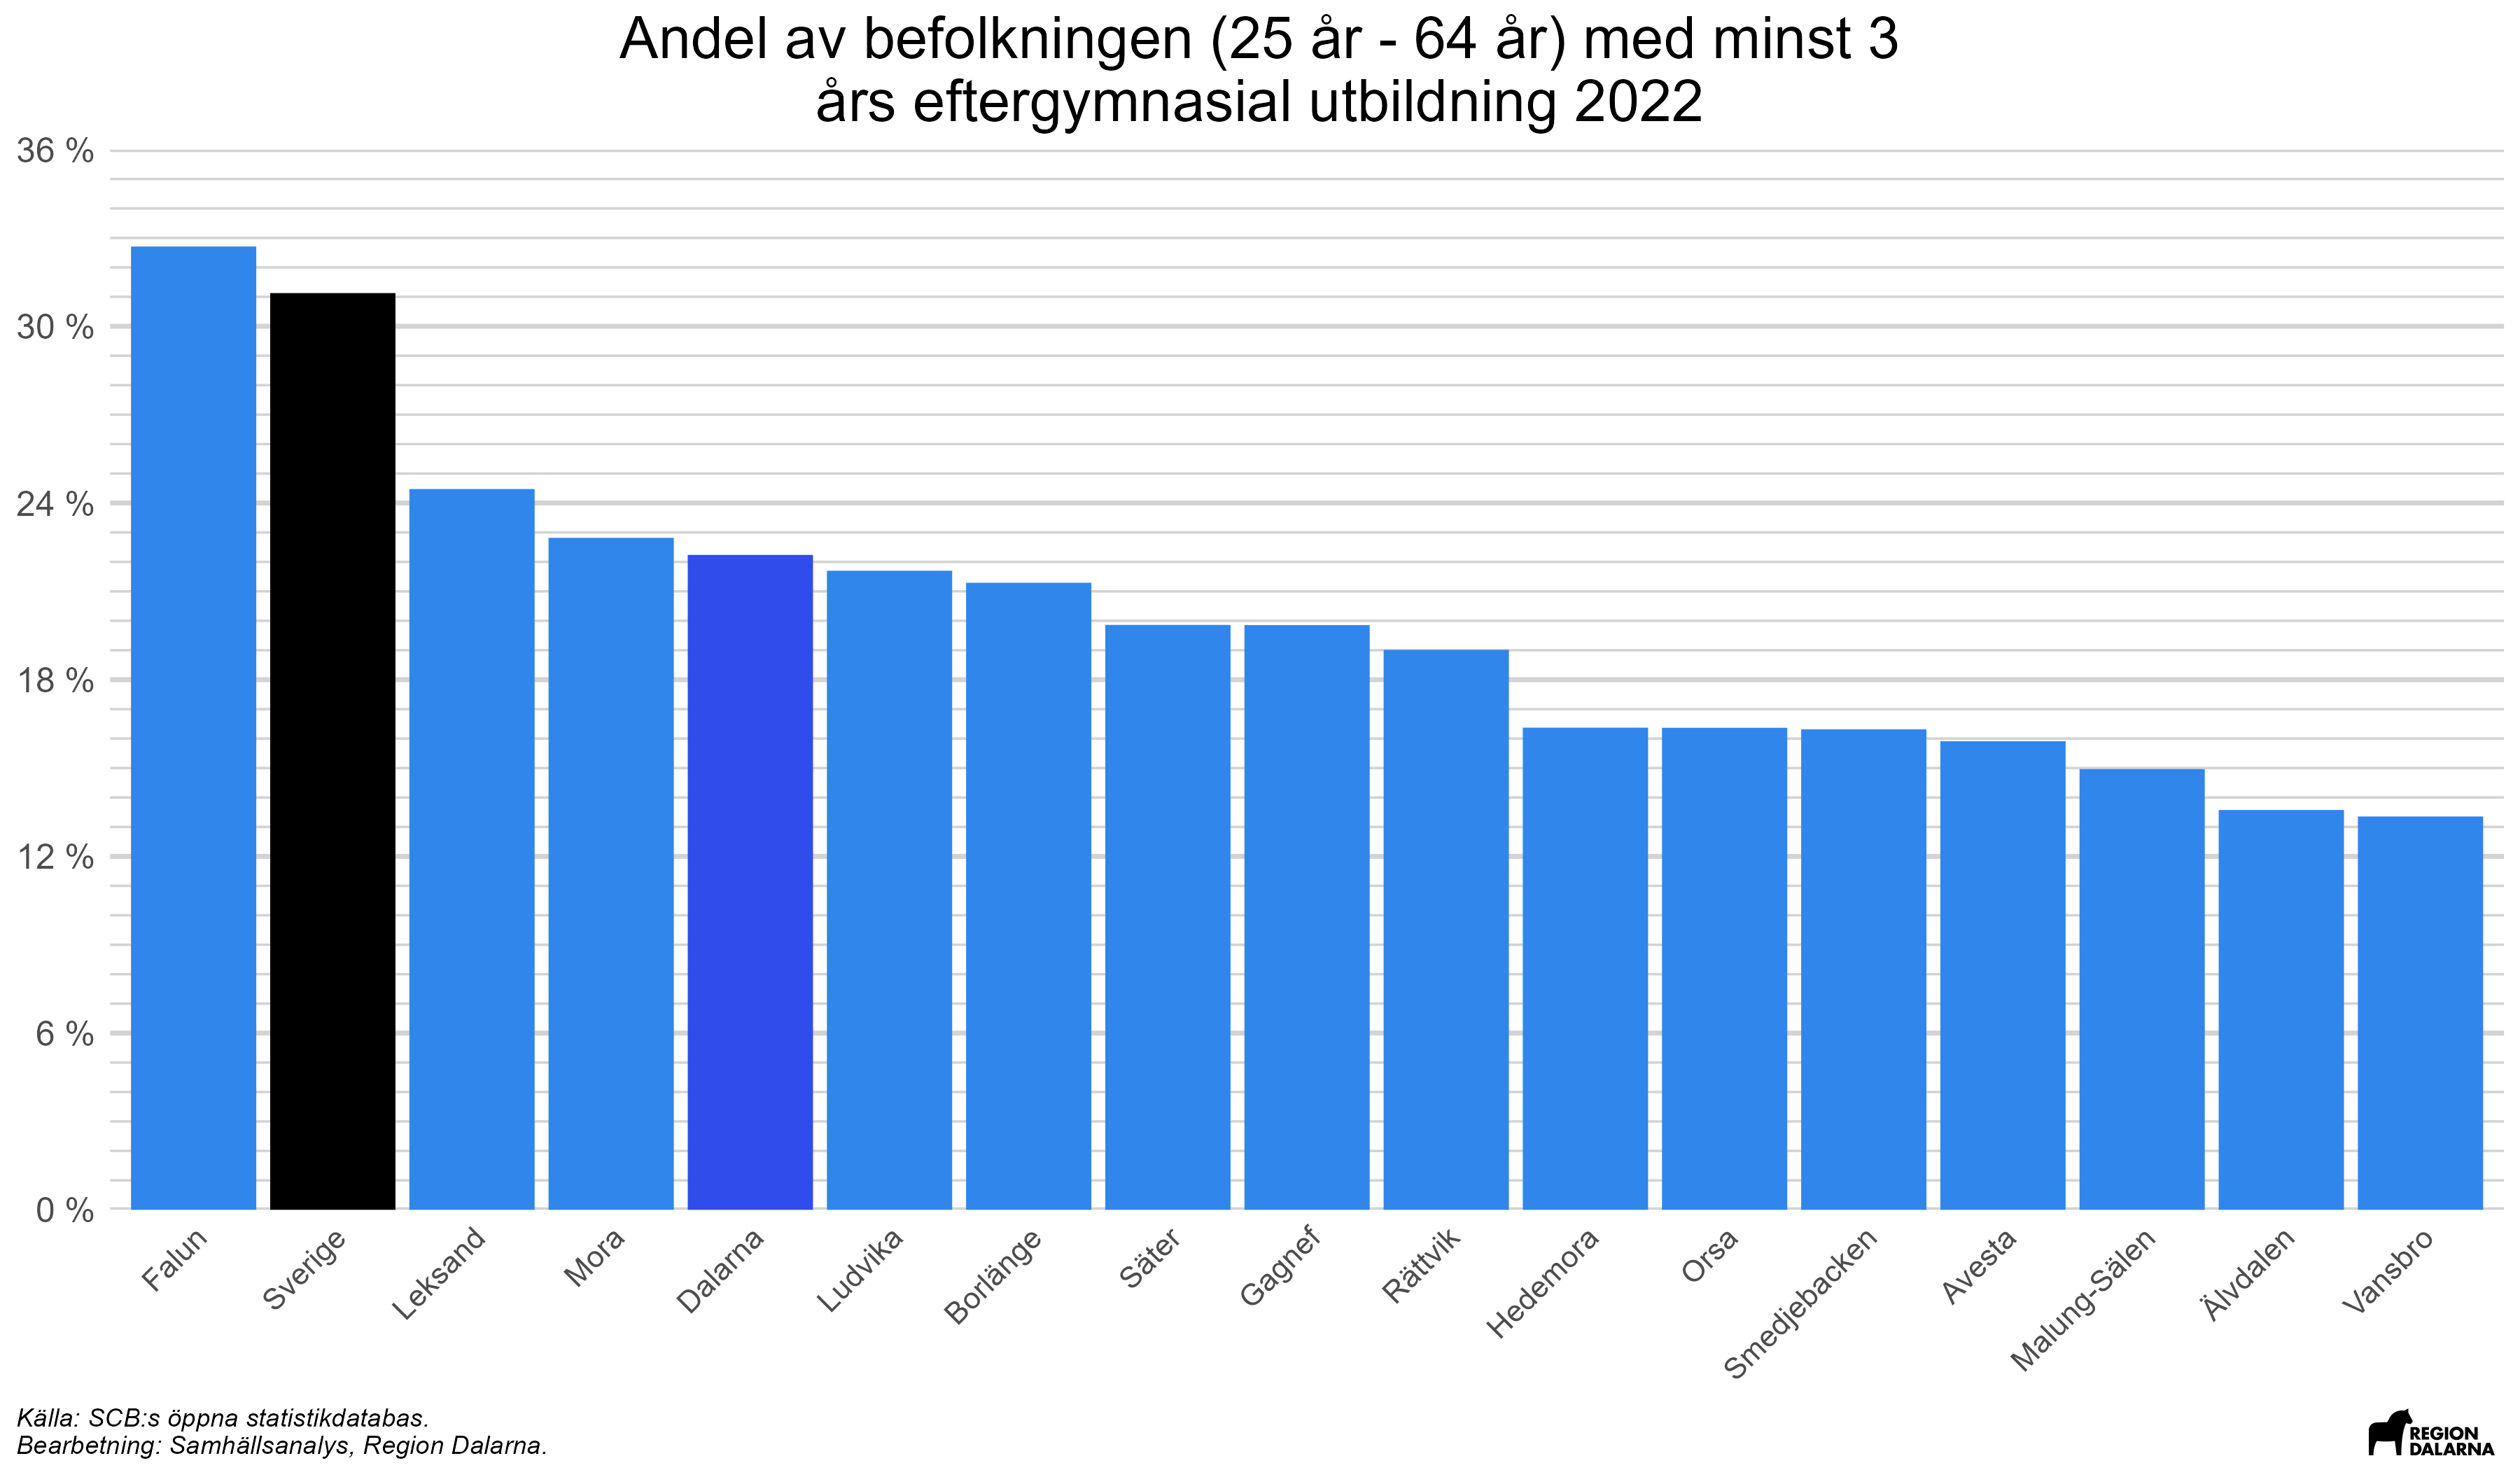 Andel av befolkningen (25 år - 64 år) med minst 3
års eftergymnasial utbildning 2022
36 %
30 %
24 %
18 %
12 %
6 %
0 %
Falun
Sverige
Leksand
Mora
Dalarna
Ludvika
Borlänge
Säter
Gagnef
Rättvik
Hedemora
Orsa
Smedjebacken
Avesta
Malung-Sälen
Älvdalen
Vansbro
Källa: SCB:s öppna statistikdatabas.
Bearbetning: Samhällsanalys, Region Dalarna.
REGION
DALARNA